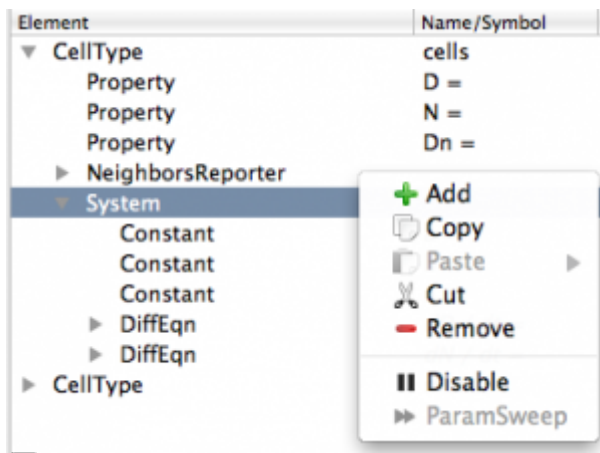 Element Name/Symbol
CellType cells
Property D =
Property N =
Property Dn =
NeighborsReporter
System
Constant
Constant
Constant
DiffEqn
DiffEqn
CellType
Add
Copy
Paste
Cut
Remove
Disable
ParamSweep